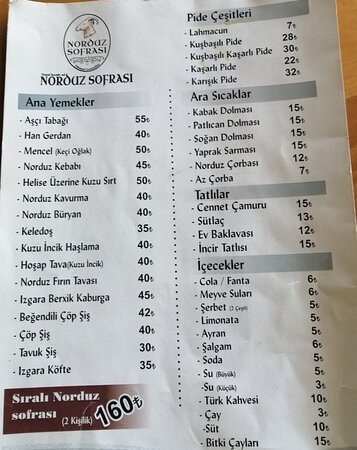 NORDUZ
SOFRASI
NORDUZ SOFRASI
Ana Yemekler
- Aşçı Tabağı 55₺
- Han Gerdan 40₺
- Mencel (Keçi Oğlak) 50₺
- Norduz Kebabı 45₺
- Helise Üzerine Kuzu Sırt 50₺
- Norduz Kavurma 40₺
- Norduz Büryan 40₺
- Keledoş 35₺
- Kuzu İncik Haşlama 40₺
- Hoşap Tava (Kuzu İncik) 40₺
- Norduz Fırın Tavası 40₺
- Izgara Berxik Kaburga 45₺
- Beğendili Çöp Şiş 42₺
- Çöp Şiş 40₺
- Tavuk Şiş 30₺
- Izgara Köfte 35₺
Sıralı Norduz
sofrası (2 Kişilik) 160₺
Pide Çeşitleri
- Lahmacun 7₺
- Kuşbaşılı Pide 28₺
- Kuşbaşılı Kaşarlı Pide 30₺
- Kaşarlı Pide 22₺
- Karışık Pide 32₺
Ara Sıcaklar
- Kabak Dolması 15₺
- Patlıcan Dolması 15₺
- Soğan Dolması 15₺
- Yaprak Sarması 15₺
- Norduz Çorbası 12₺
- Az Çorba 7₺
Tatlılar
- Cennet Çamuru 15₺
- Sütlaç 13₺
- Ev Baklavası 12₺
- İncir Tatlısı 15₺
İçecekler
- Cola / Fanta 6₺
- Meyve Suları 6₺
- Şerbet (2 Çeşit) 5₺
- Limonata 5₺
- Ayran 5₺
- Şalgam 6₺
- Soda 5₺
-Su (Büyük) 5₺
-Su (Küçük) 3₺
- Türk Kahvesi 10₺
- Çay 3₺
-Süt 10₺
- Bitki Çayları 15₺